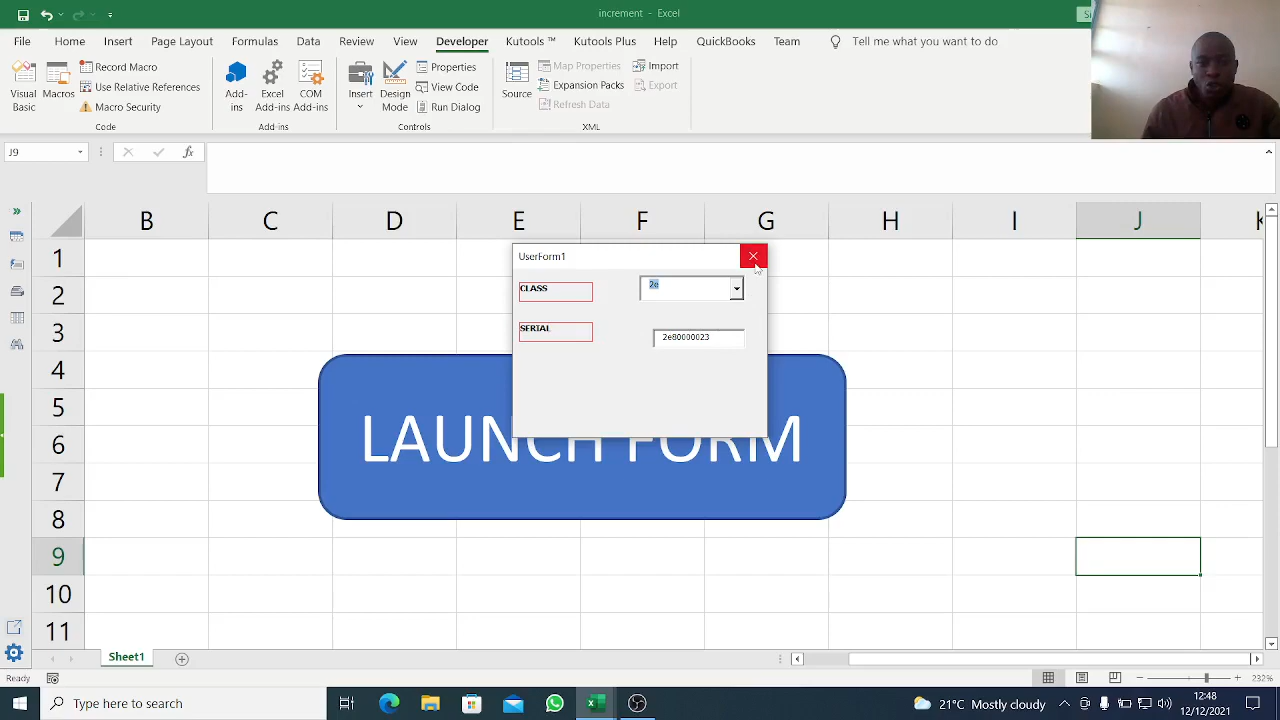 increment - Excel
Si
File Home Insert Page Layout Formulas Data Review View Developer Kutools ™ Kutools Plus Help QuickBooks Team Tell me what you want to do
Visual Basic
Macros
Record Macro
Use Relative References
Macro Security
Code
Add-ins
Excel Add-ins
COM Add-ins
Add-ins
Insert
Design Mode
Properties
View Code
Run Dialog
Controls
Source
Map Properties
Expansion Packs
Refresh Data
Import
Export
XML
J9
fx
B C D E F G H I J K
1
2
3
4
5
6
7
8
9
10
11
UserForm1
CLASS
2e
SERIAL
2e80000023
LAUNCH FORM
Sheet1
Ready
232%
Type here to search
21°C Mostly cloudy
12:48
12/12/2021